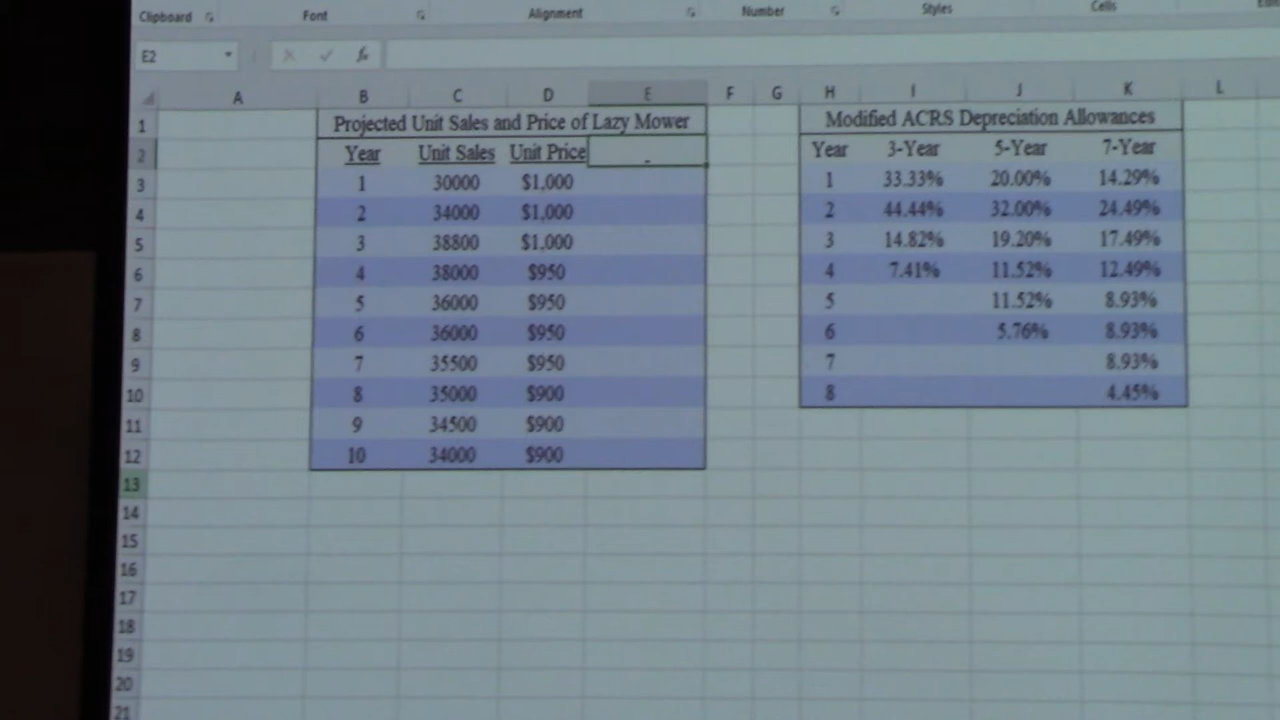 Clipboard Font Alignment Number Styles Cells
E2 fx
A B C D E F G H I J K L
1 Projected Unit Sales and Price of Lazy Mower Modified ACRS Depreciation Allowances
2 Year Unit Sales Unit Price - Year 3-Year 5-Year 7-Year
3 1 30000 $1,000 1 33.33% 20.00% 14.29%
4 2 34000 $1,000 2 44.44% 32.00% 24.49%
5 3 38800 $1,000 3 14.82% 19.20% 17.49%
6 4 38000 $950 4 7.41% 11.52% 12.49%
7 5 36000 $950 5 11.52% 8.93%
8 6 36000 $950 6 5.76% 8.93%
9 7 35500 $950 7 8.93%
10 8 35000 $900 8 4.45%
11 9 34500 $900
12 10 34000 $900
13
14
15
16
17
18
19
20
21